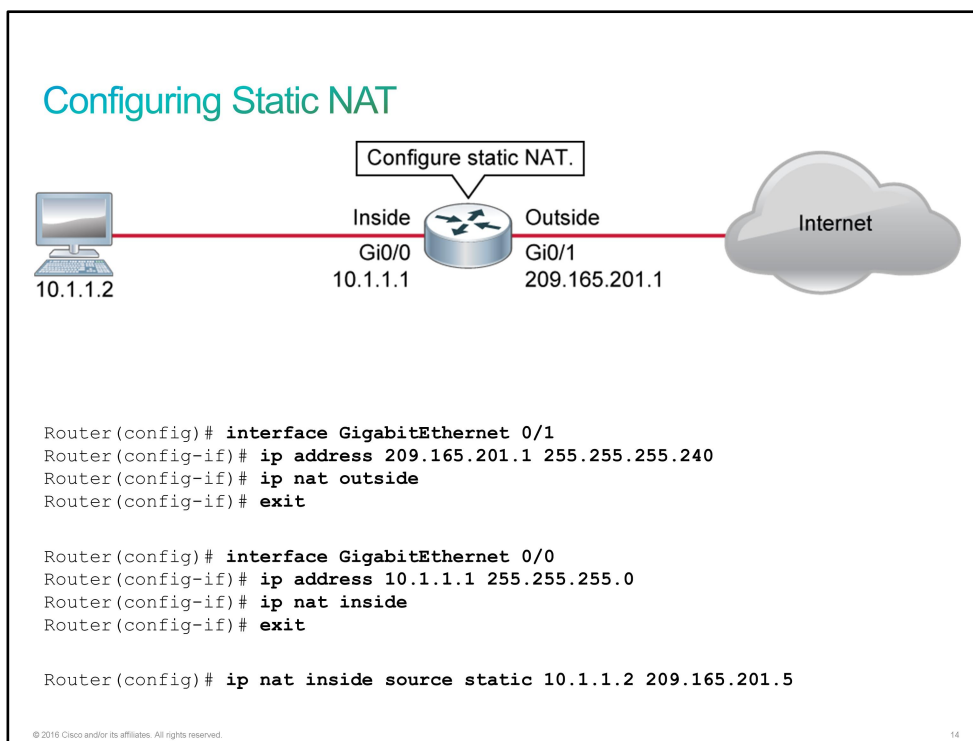 Configuring Static NAT
Configure static NAT.
Inside
Outside
Internet
Gi0/0
Gi0/1
10.1.1.2
10.1.1.1
209.165.201.1
Router(config)# interface GigabitEthernet 0/1
Router(config-if)# ip address 209.165.201.1 255.255.255.240
Router(config-if)# ip nat outside
Router(config-if)# exit
Router(config)# interface GigabitEthernet 0/0
Router(config-if)# ip address 10.1.1.1 255.255.255.0
Router(config-if)# ip nat inside
Router(config-if)# exit
Router(config)# ip nat inside source static 10.1.1.2 209.165.201.5
© 2016 Cisco and/or its affiliates. All rights reserved.
14